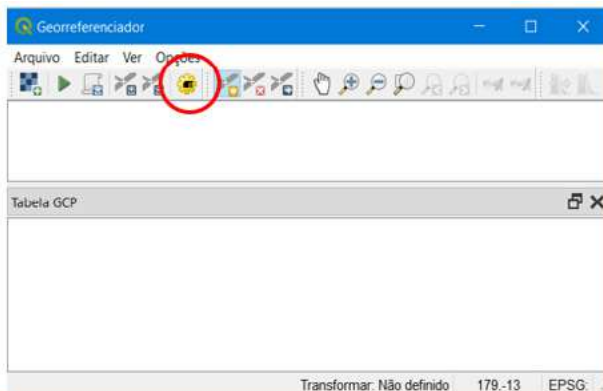 Georreferenciador
Arquivo Editar Ver Opções
Tabela GCP
Transformar: Não definido 179,-13 EPSG: